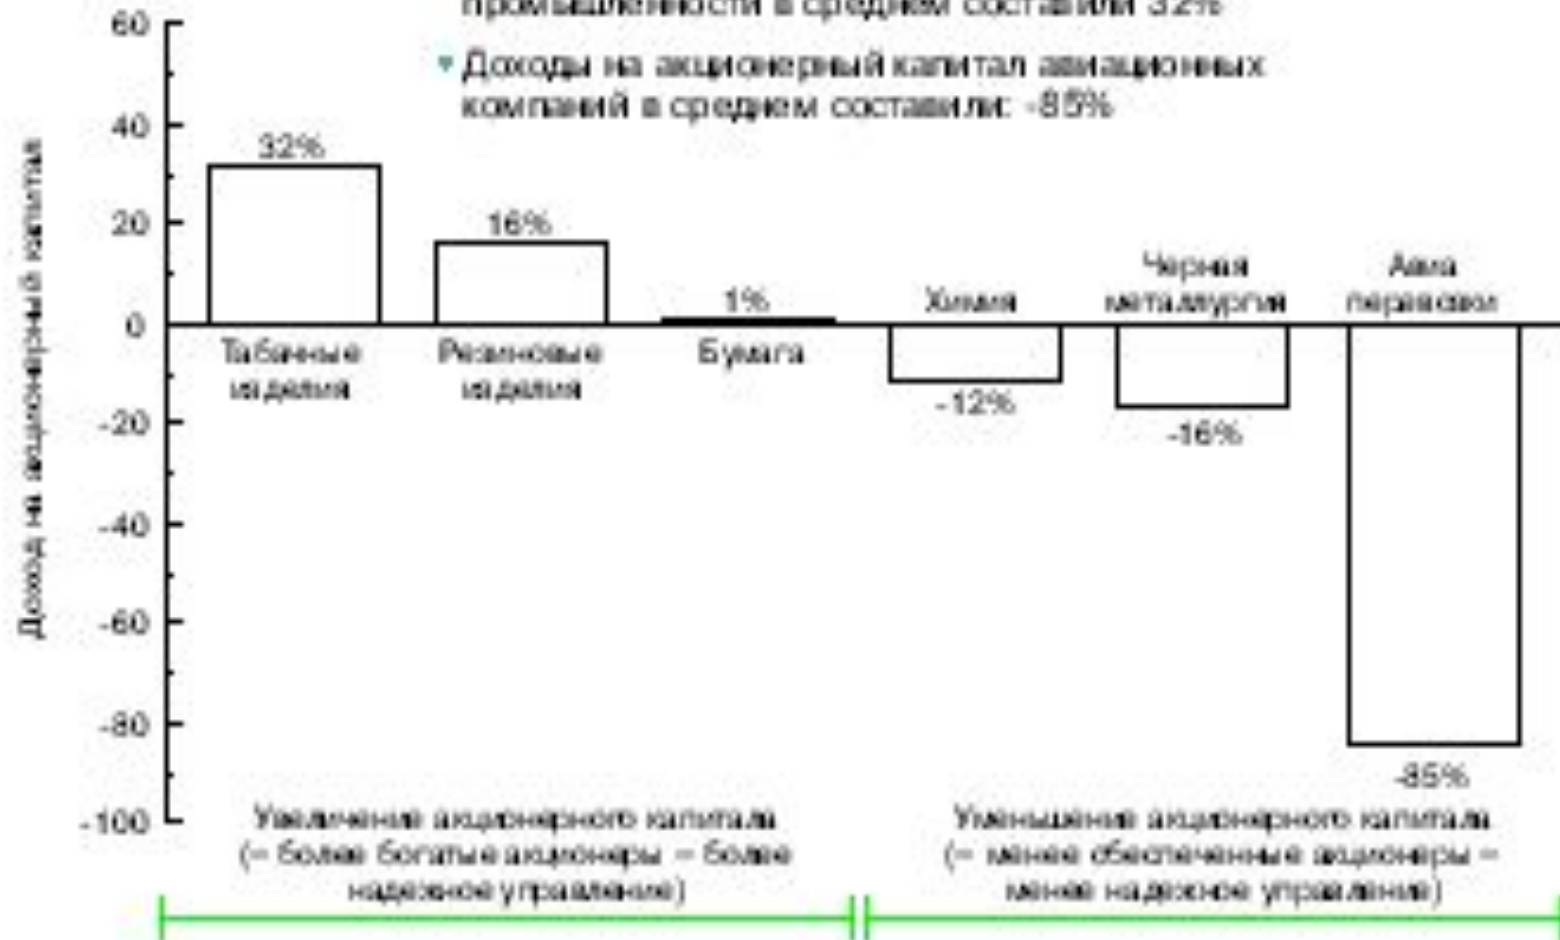 промышленности в среднем составили 32%
Доходы на акционерный капитал авиационных
компаний в среднем составили: -85%
Доход на акционерный капитал
60
40
20
0
-20
-40
-60
-80
-100
32%
16%
1%
Табачные
изделия
Резиновые
изделия
Бумага
Химия
Черная
металлургия
Авиа
перевозки
-12%
-16%
-85%
Увеличение акционерного капитала
(= более богатые акционеры = более
надежное управление)
Уменьшение акционерного капитала
(= менее обеспеченные акционеры =
менее надежное управление)